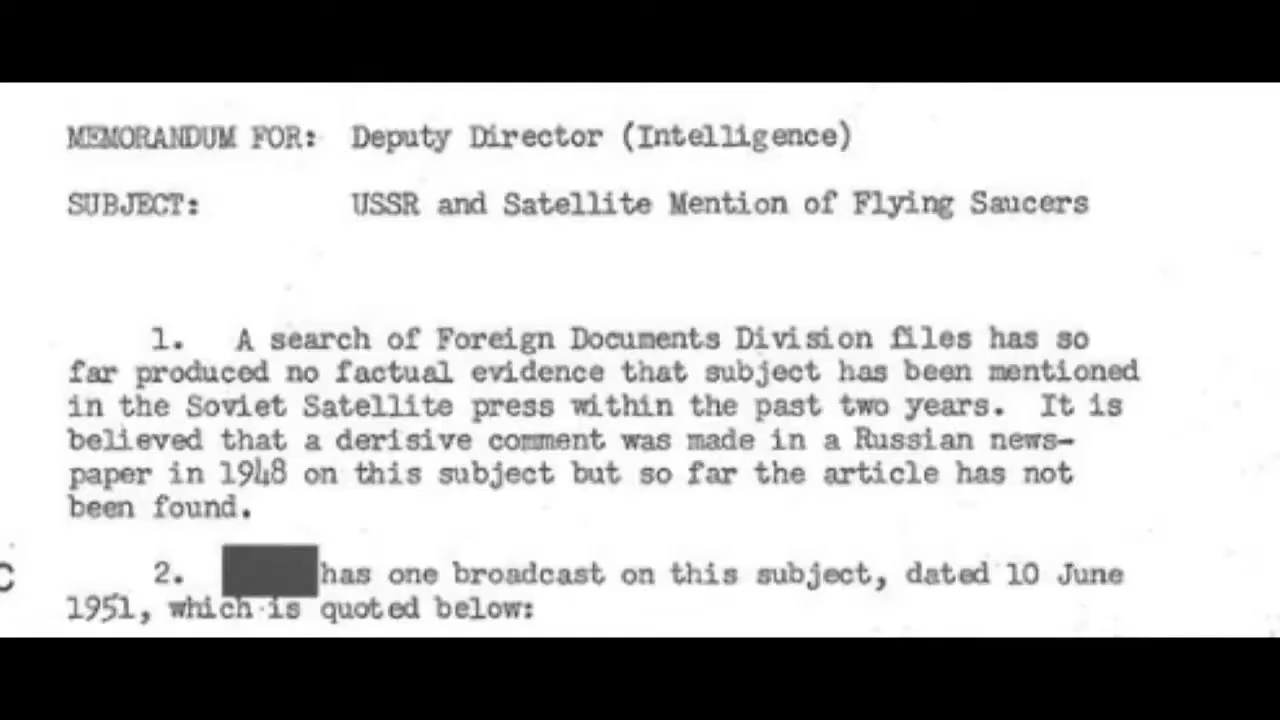 MEMORANDUM FOR: Deputy Director (Intelligence)
SUBJECT: USSR and Satellite Mention of Flying Saucers
1. A search of Foreign Documents Division files has so
far produced no factual evidence that subject has been mentioned
in the Soviet Satellite press within the past two years. It is
believed that a derisive comment was made in a Russian news-
paper in 1948 on this subject but so far the article has not
been found.
C
2. has one broadcast on this subject, dated 10 June
1951, which is quoted below: